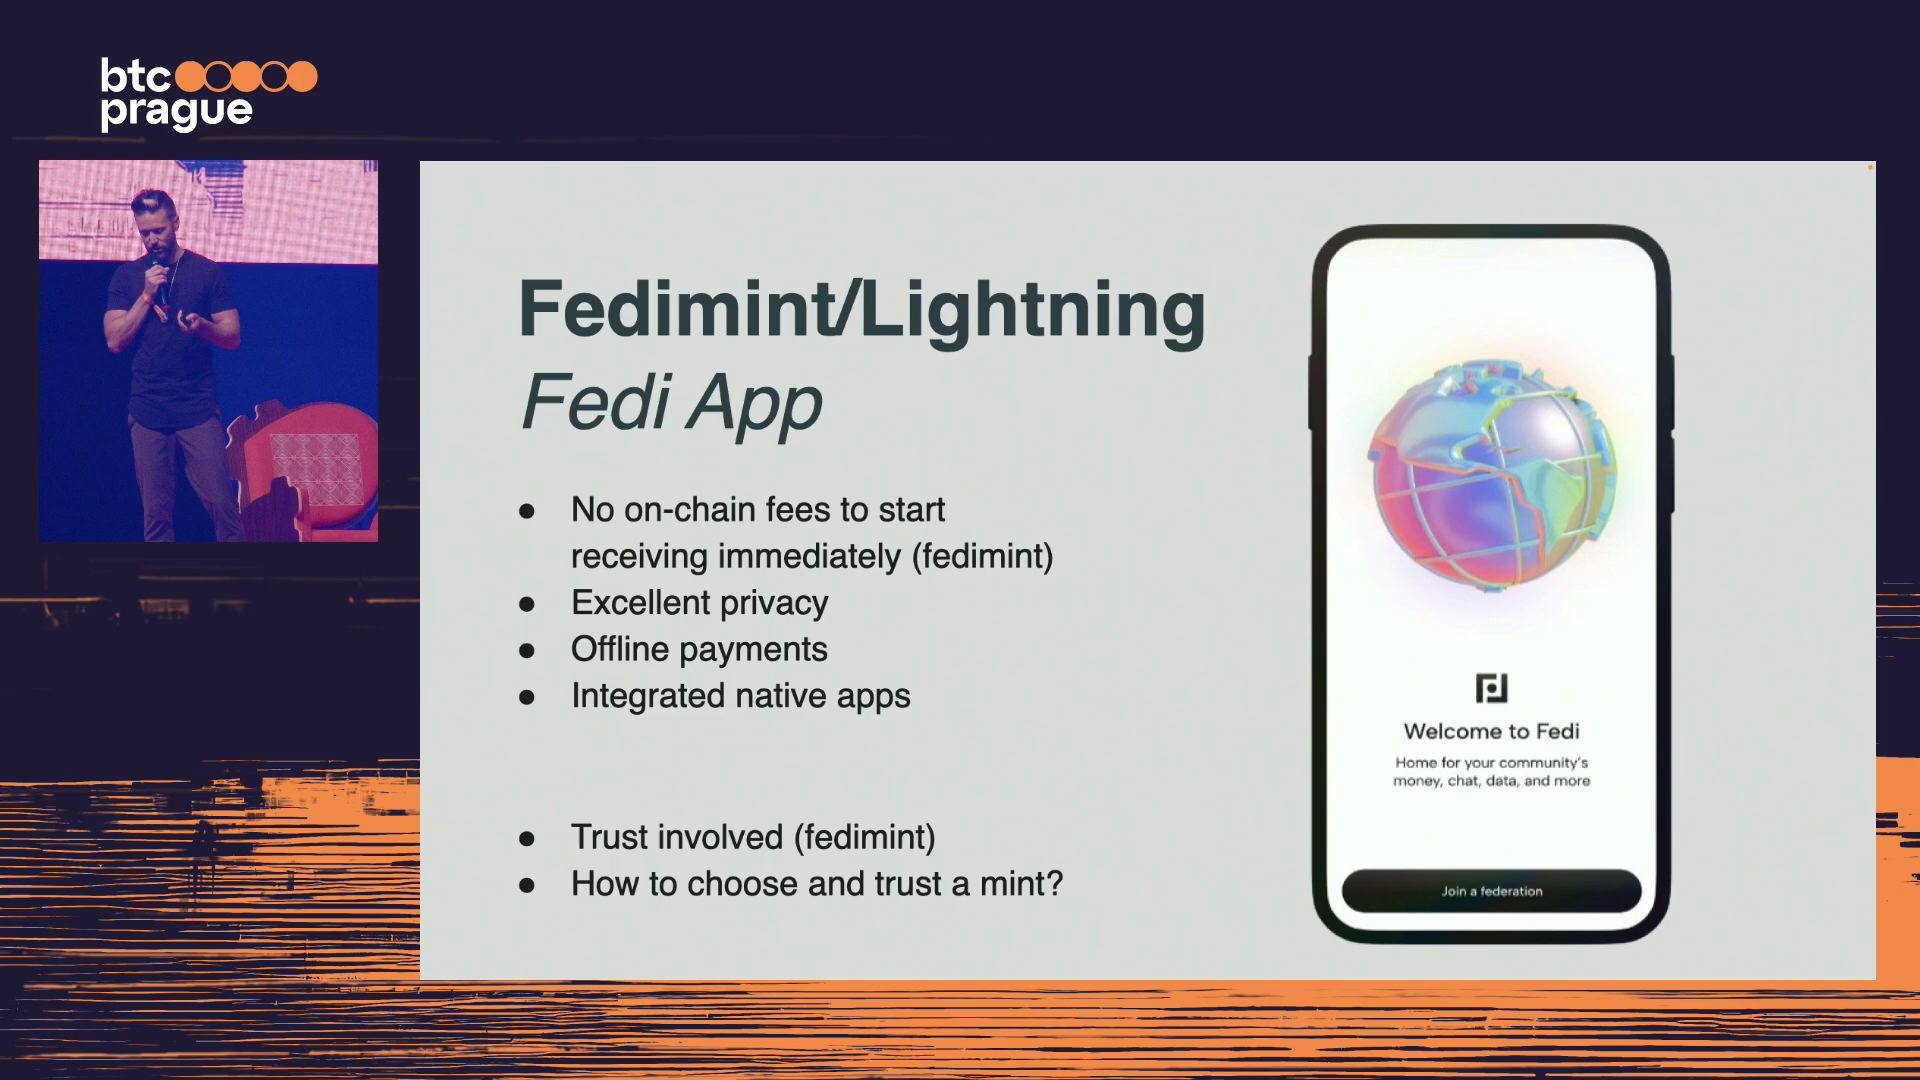 btc
prague
Fedimint/Lightning
Fedi App
● No on-chain fees to start
receiving immediately (fedimint)
● Excellent privacy
● Offline payments
● Integrated native apps
● Trust involved (fedimint)
● How to choose and trust a mint?
Welcome to Fedi
Home for your community's
money, chat, data, and more
Join a federation